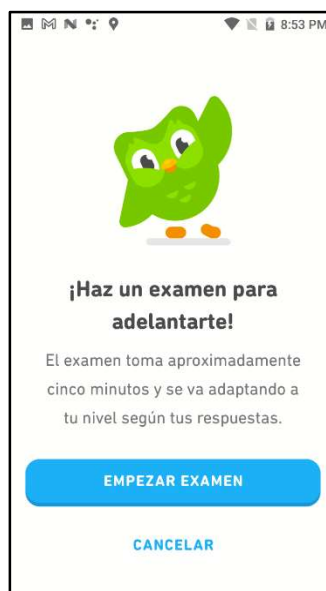 8:53 PM
¡Haz un examen para
adelantarte!
El examen toma aproximadamente
cinco minutos y se va adaptando a
tu nivel según tus respuestas.
EMPEZAR EXAMEN
CANCELAR